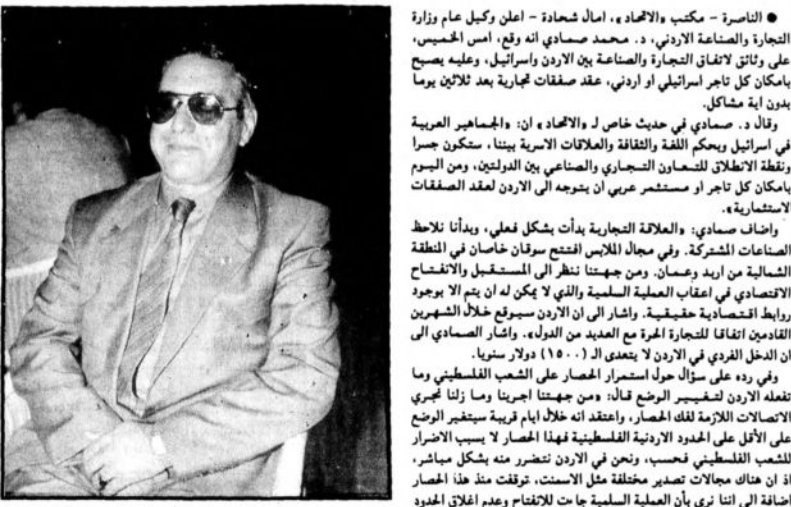 ● الناصرة - مكتب «الاتحاد»، امال شحادة - اعلن وكيل عام وزارة
التجارة والصناعة الاردني، د. محمد صمادي انه وقع، امس الخميس،
على وثائق لاتفاق التجارة والصناعة بين الاردن واسرائيل، وعليه يصبح
بامكان كل تاجر اسرائيلي او اردني، عقد صفقات تجارية بعد ثلاثين يوما
بدون اية مشاكل.
وقال د. صمادي في حديث خاص لـ «الاتحاد» ان: «الجماهير العربية
في اسرائيل وبحكم اللغة والثقافة والعلاقات الاسرية بيننا، ستكون جسرا
ونقطة الانطلاق للتعاون التجاري والصناعي بين الدولتين، ومن اليوم
بامكان كل تاجر او مستثمر عربي ان يتوجه الى الاردن لعقد الصفقات
الاستثمارية».
واضاف صمادي: «العلاقة التجارية بدأت بشكل فعلي، وبدأنا نلاحظ
الصناعات المشتركة. وفي مجال الملابس افتتح سوقان خاصان في المنطقة
الشمالية من اربد وعمان. ومن جهتنا ننظر الى المستقبل والانفتاح
الاقتصادي في اعقاب العملية السلمية والذي لا يمكن له ان يتم الا بوجود
روابط اقتصادية حقيقية. واشار الى ان الاردن سيوقع خلال الشهرين
القادمين اتفاقا للتجارة الحرة مع العديد من الدول». واشار الصمادي الى
ان الدخل الفردي في الاردن لا يتعدى الـ (١٥٠٠) دولار سنويا.
وفي رده على سؤال حول استمرار الحصار على الشعب الفلسطيني وما
تفعله الاردن لتغيير الوضع قال: «من جهتنا اجرينا وما زلنا نجري
الاتصالات اللازمة لفك الحصار، واعتقد انه خلال ايام قريبة سيتغير الوضع
على الأقل على الحدود الاردنية الفلسطينية فهذا الحصار لا يسبب الاضرار
للشعب الفلسطيني فحسب، ونحن في الاردن نتضرر منه بشكل مباشر،
اذ ان هناك مجالات تصدير مختلفة مثل الاسمنت، توقفت منذ هذا الحصار
اضافة الى اننا نرى بأن العملية السلمية جاءت للانفتاح وعدم اغلاق الحدود